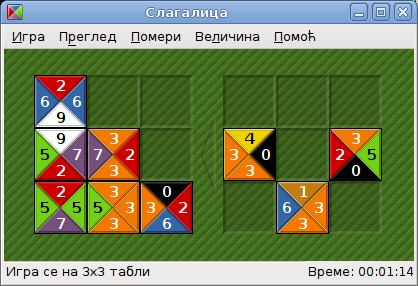 Слагалица
Игра Преглед Помери Величина Помоћ
2
6 6
9
9 3 4 3
5 7 7 2 3 0 2 5
2 3 3 0
2 3 0 1
5 5 5 3 3 2 6 3
7 3 6 3
Игра се на 3x3 табли Време: 00:01:14